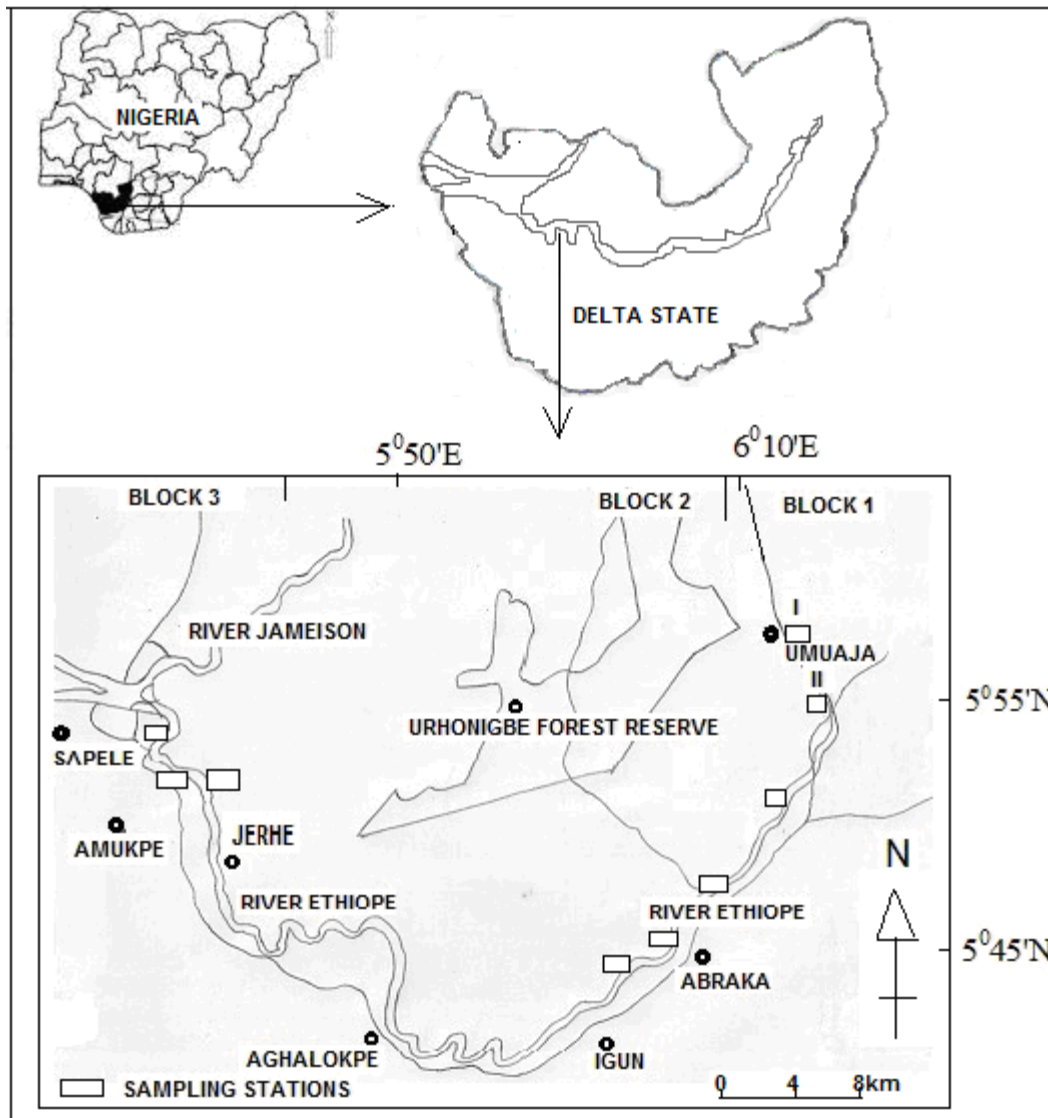 N
NIGERIA
DELTA STATE
5⁰50'E
6⁰10'E
BLOCK 3
BLOCK 2
BLOCK 1
I
RIVER JAMEISON
UMUAJA
II
5⁰55'N
URHONIGBE FOREST RESERVE
SAPELE
AMUKPE
JERHE
N
RIVER ETHIOPE
RIVER ETHIOPE
5⁰45'N
ABRAKA
AGHALOKPE
IGUN
SAMPLING STATIONS
0 4 8km